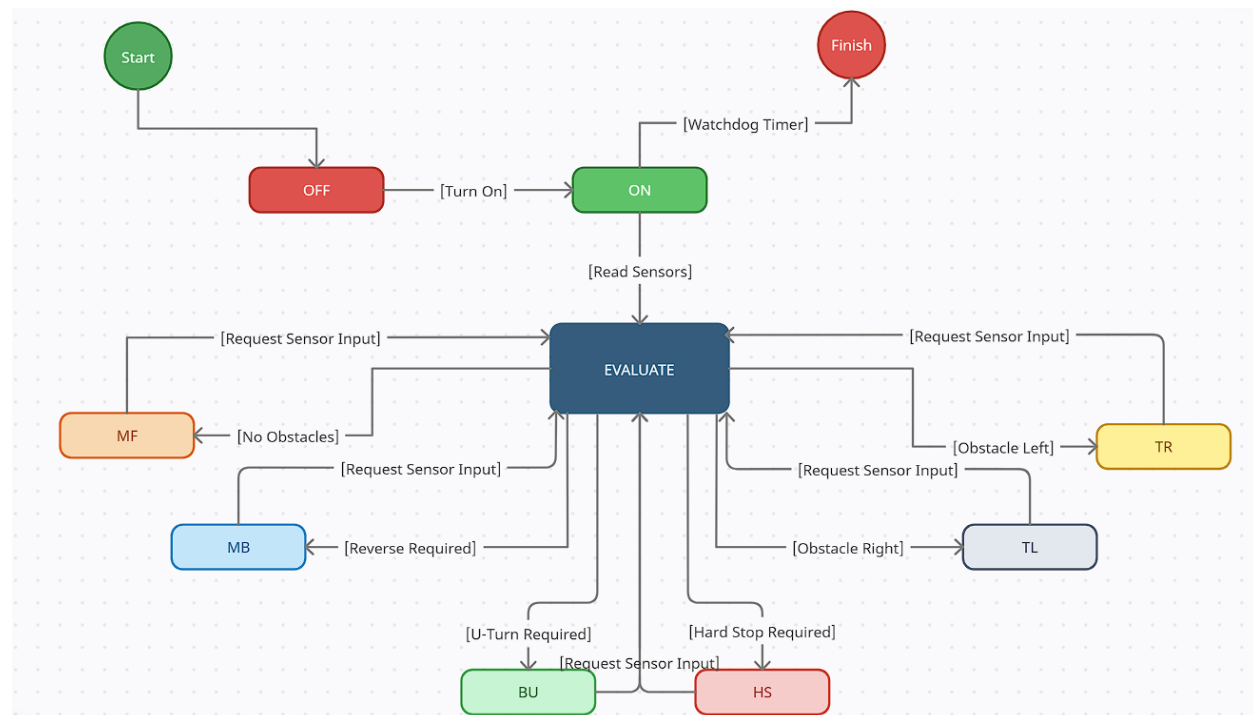 Start
Finish
[Watchdog Timer]
OFF
[Turn On]
ON
[Read Sensors]
[Request Sensor Input]
[Request Sensor Input]
EVALUATE
MF
[No Obstacles]
[Obstacle Left]
TR
[Request Sensor Input]
[Request Sensor Input]
MB
[Reverse Required]
[Obstacle Right]
TL
[U-Turn Required]
[Hard Stop Required]
[Request Sensor Input]
BU
HS